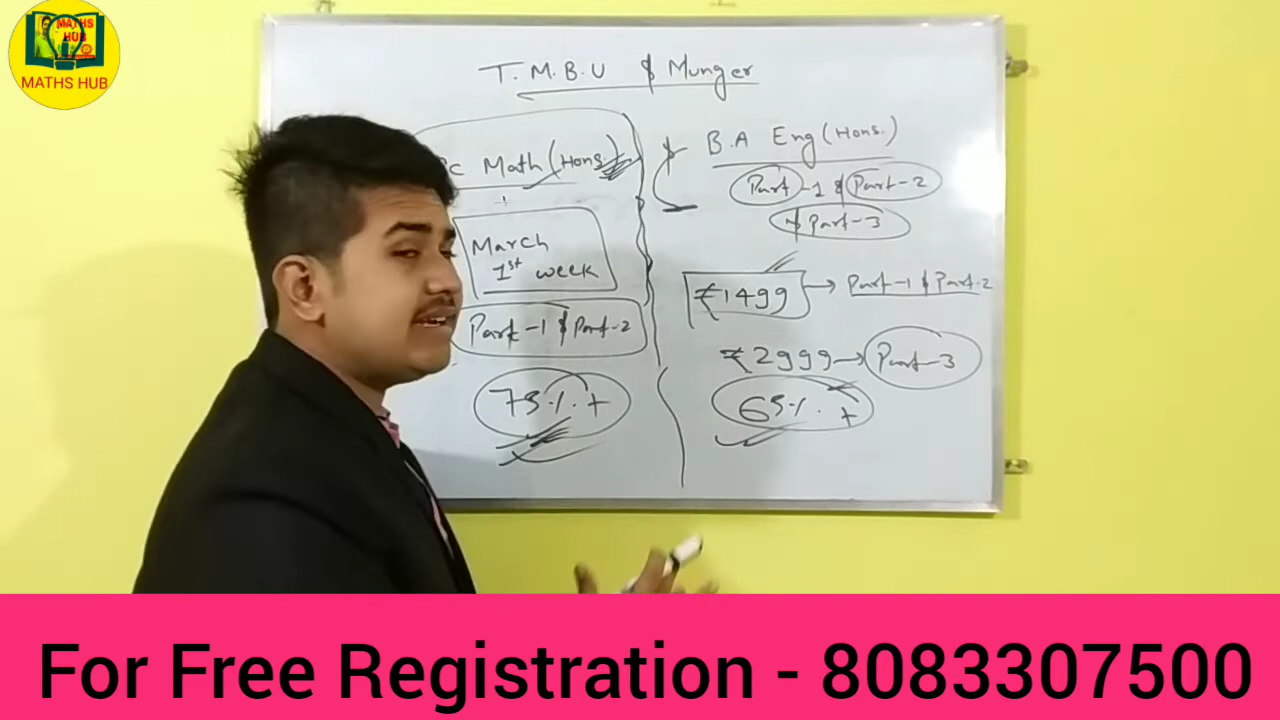 MATHS
HUB
MATHS HUB
T.M.B.U & Munger
c Math (Hons.)
March
1st week
Part-1 & Part-2
75%. +
B.A Eng (Hons.)
Part-1 & Part-2
& Part-3
₹1499 → Part-1 & Part-2
₹2999 → Part-3
65%. +
For Free Registration - 8083307500